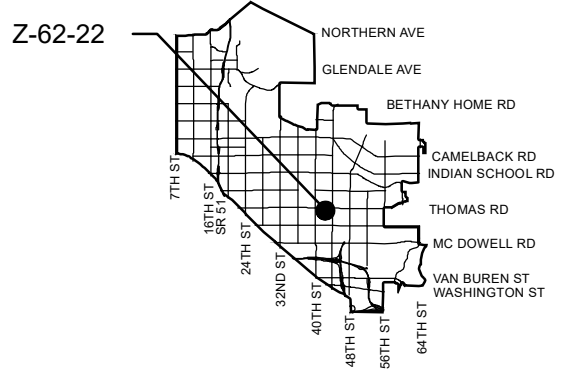 Z-62-22
NORTHERN AVE
GLENDALE AVE
BETHANY HOME RD
CAMELBACK RD
INDIAN SCHOOL RD
THOMAS RD
MC DOWELL RD
VAN BUREN ST
WASHINGTON ST
7TH ST
16TH ST
SR 51
24TH ST
32ND ST
40TH ST
48TH ST
56TH ST
64TH ST